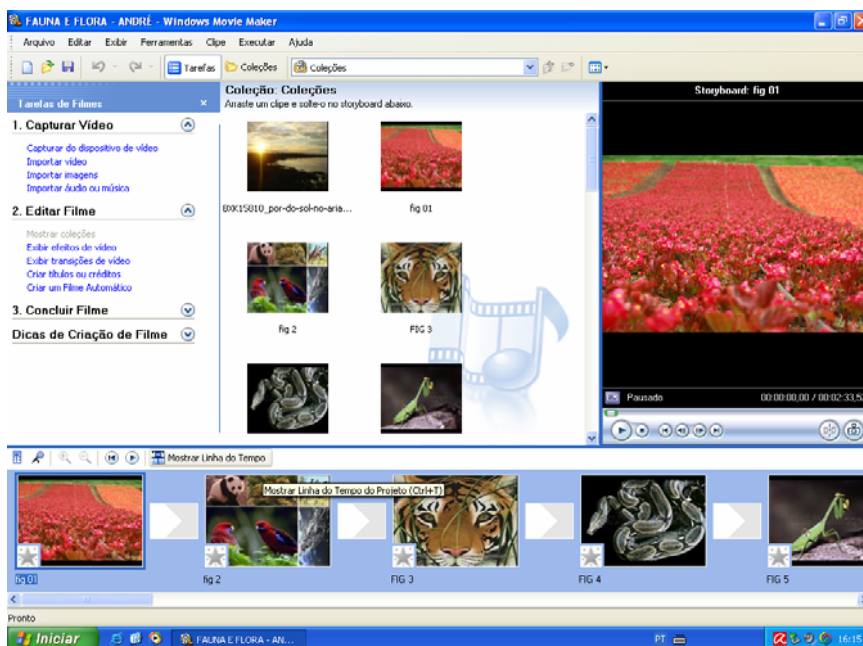 FAUNA E FLORA - ANDRÉ - Windows Movie Maker
Arquivo Editar Exibir Ferramentas Clipe Executar Ajuda
Tarefas Coleções Coleções
Tarefas de Filmes
1. Capturar Vídeo
Capturar do dispositivo de vídeo
Importar vídeo
Importar imagens
Importar áudio ou música
2. Editar Filme
Mostrar coleções
Exibir efeitos de vídeo
Exibir transições de vídeo
Criar títulos ou créditos
Criar um Filme Automático
3. Concluir Filme
Dicas de Criação de Filme
Coleção: Coleções
Arraste um clipe e solte-o no storyboard abaixo.
por-do-sol-no-aria... fig 01
fig 2 FIG 3
Storyboard: fig 01
Pausado 00:00:00,00 / 00:02:33,5
Mostrar Linha do Tempo
Mostrar Linha do Tempo do Projeto (Ctrl+T)
fig 01 fig 2 FIG 3 FIG 4 FIG 5
Pronto
Iniciar FAUNA E FLORA - AN... PT 16:15